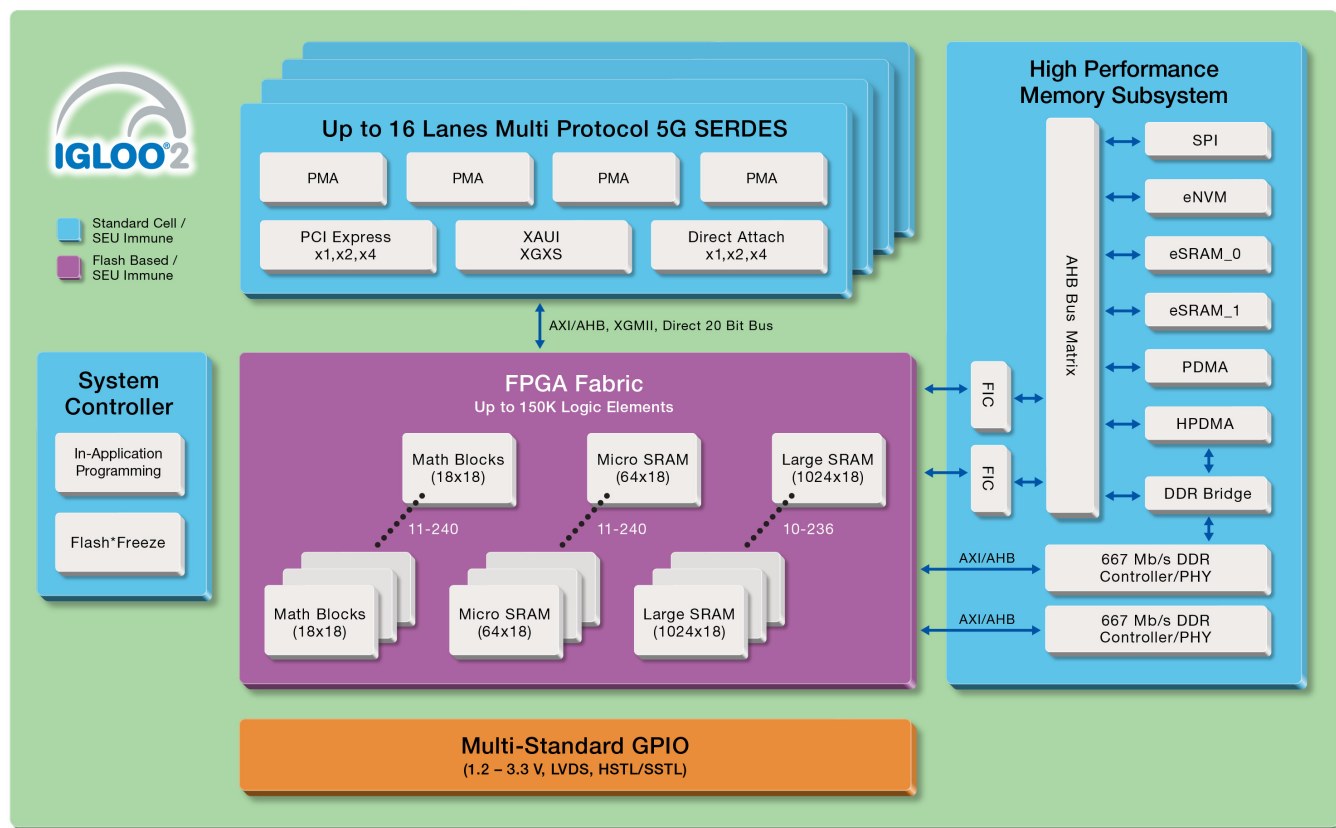 IGLOO®2
Standard Cell /
SEU Immune
Flash Based /
SEU Immune
Up to 16 Lanes Multi Protocol 5G SERDES
PMA
PMA
PMA
PMA
PCI Express
x1,x2,x4
XAUI
XGXS
Direct Attach
x1,x2,x4
AXI/AHB, XGMII, Direct 20 Bit Bus
System
Controller
In-Application
Programming
Flash*Freeze
FPGA Fabric
Up to 150K Logic Elements
Math Blocks
(18x18)
Micro SRAM
(64x18)
Large SRAM
(1024x18)
11-240
11-240
10-236
Math Blocks
(18x18)
Micro SRAM
(64x18)
Large SRAM
(1024x18)
High Performance
Memory Subsystem
AHB Bus Matrix
FIC
FIC
SPI
eNVM
eSRAM_0
eSRAM_1
PDMA
HPDMA
DDR Bridge
AXI/AHB
667 Mb/s DDR
Controller/PHY
AXI/AHB
667 Mb/s DDR
Controller/PHY
Multi-Standard GPIO
(1.2 – 3.3 V, LVDS, HSTL/SSTL)